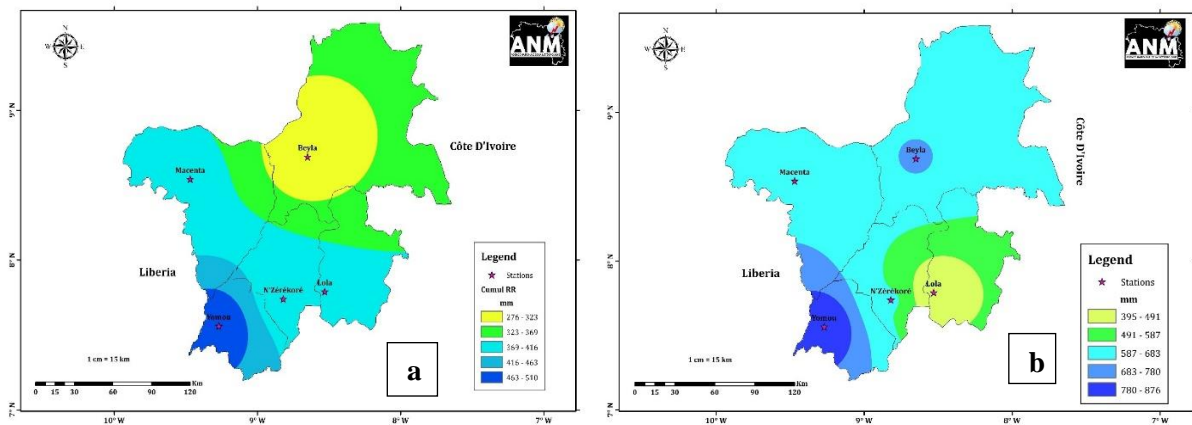 N
W E
S
ANM
9° N
8° N
7° N
Beyla
Côte D'Ivoire
Macenta
Liberia
N'Zérékoré
Lola
Yomou
1 cm = 15 km
0 15 30 60 90 120
Km
10° W 9° W 8° W 7° W
Legend
Stations
Cumul RR
mm
276 - 323
323 - 369
369 - 416
416 - 463
463 - 510
a
N
W E
S
ANM
9° N
8° N
7° N
Beyla
Côte D'Ivoire
Macenta
Liberia
N'Zérékoré
Lola
Yomou
1 cm = 15 km
0 15 30 60 90 120
Km
10° W 9° W 8° W 7° W
Legend
Stations
mm
395 - 491
491 - 587
587 - 683
683 - 780
780 - 876
b